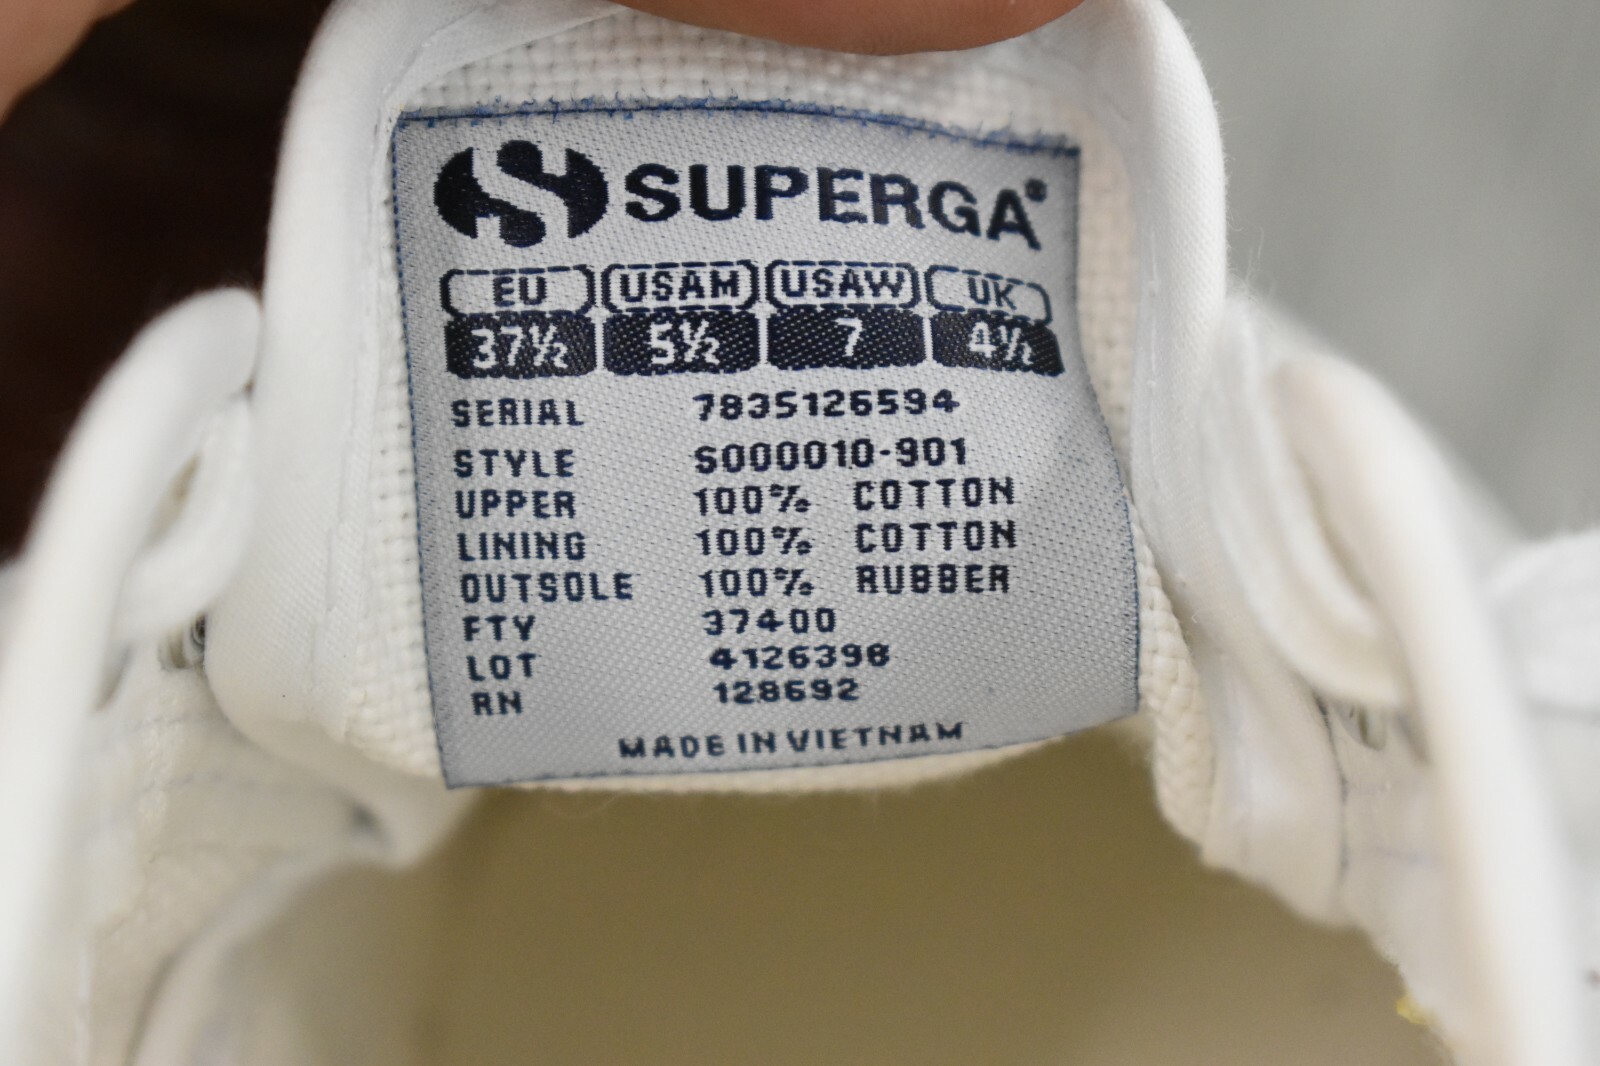 SUPERGA®
EU USAM USAW UK
37½ 5½ 7 4½
SERIAL 7835126594
STYLE S000010-901
UPPER 100% COTTON
LINING 100% COTTON
OUTSOLE 100% RUBBER
FTY 37400
LOT 4126398
RN 128692
MADE IN VIETNAM